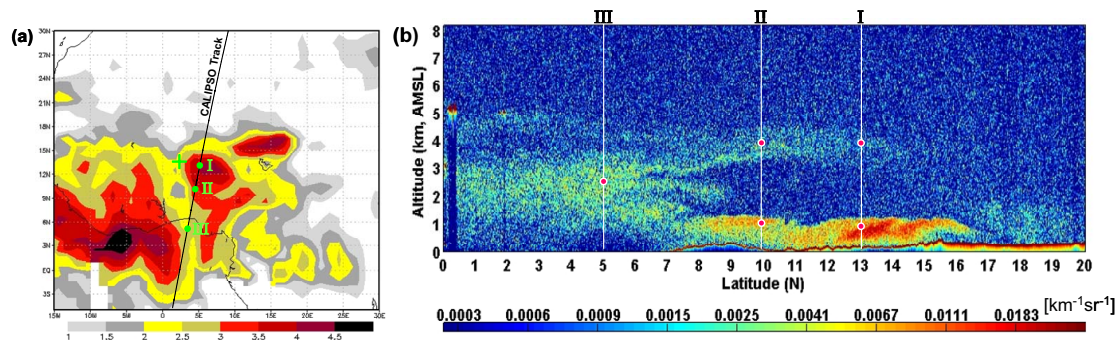 (a)
30N
27N
24N
21N
18N
15N
12N
9N
6N
3N
EQ
3S
15W
10W
5W
0
5E
10E
15E
20E
25E
30E
CALIPSO Track
I
II
III
1 1.5 2 2.5 3 3.5 4 4.5
(b)
III II I
8
7
6
5
4
3
2
1
0
Altitude (km, AMSL)
0 1 2 3 4 5 6 7 8 9 10 11 12 13 14 15 16 17 18 19 20
Latitude (N)
[km⁻¹sr⁻¹]
0.0003 0.0006 0.0009 0.0015 0.0025 0.0041 0.0067 0.0111 0.0183